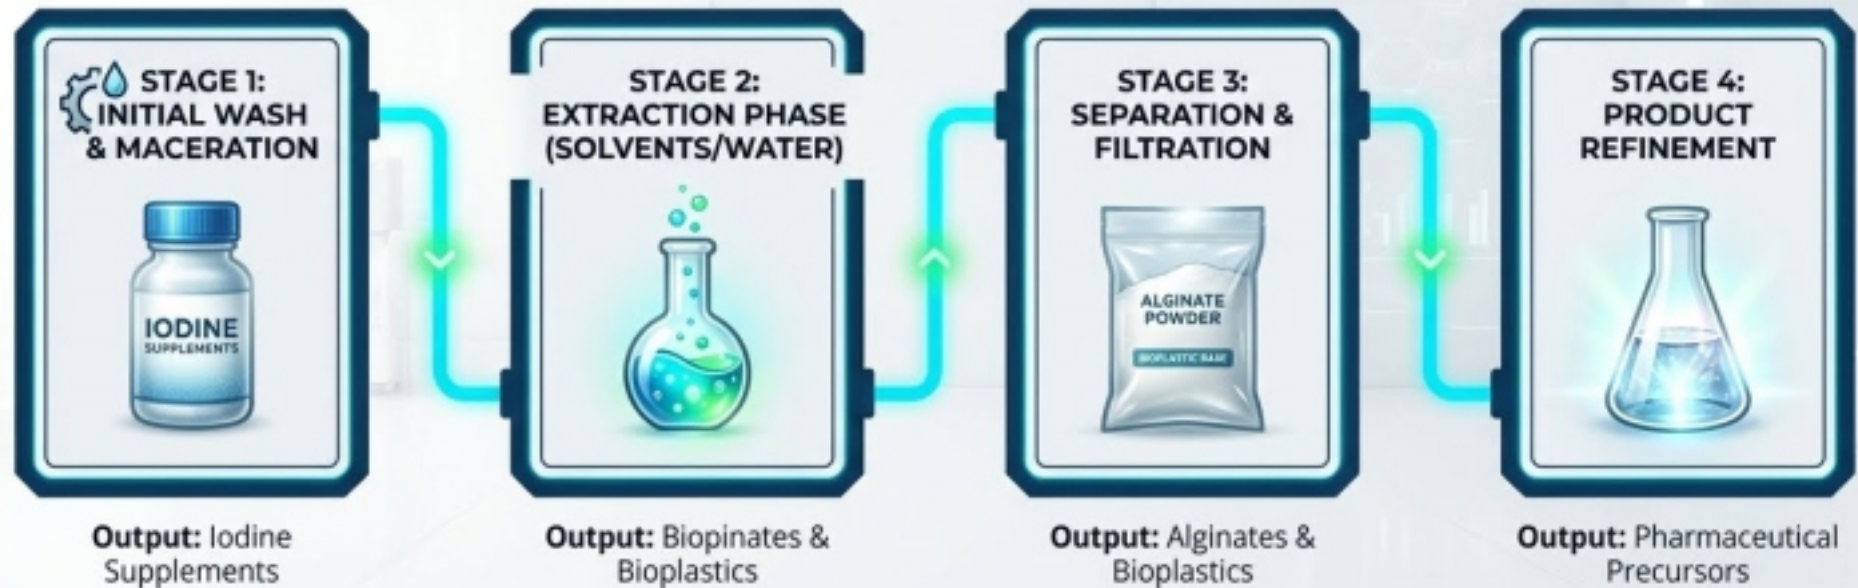 STAGE 1:
INITIAL WASH
& MACERATION
IODINE
SUPPLEMENTS
Output: Iodine
Supplements
STAGE 2:
EXTRACTION PHASE
(SOLVENTS/WATER)
Output: Biopinates &
Bioplastics
STAGE 3:
SEPARATION &
FILTRATION
ALGINATE
POWDER
BIOPLASTIC BASE
Output: Alginates &
Bioplastics
STAGE 4:
PRODUCT
REFINEMENT
Output: Pharmaceutical
Precursors